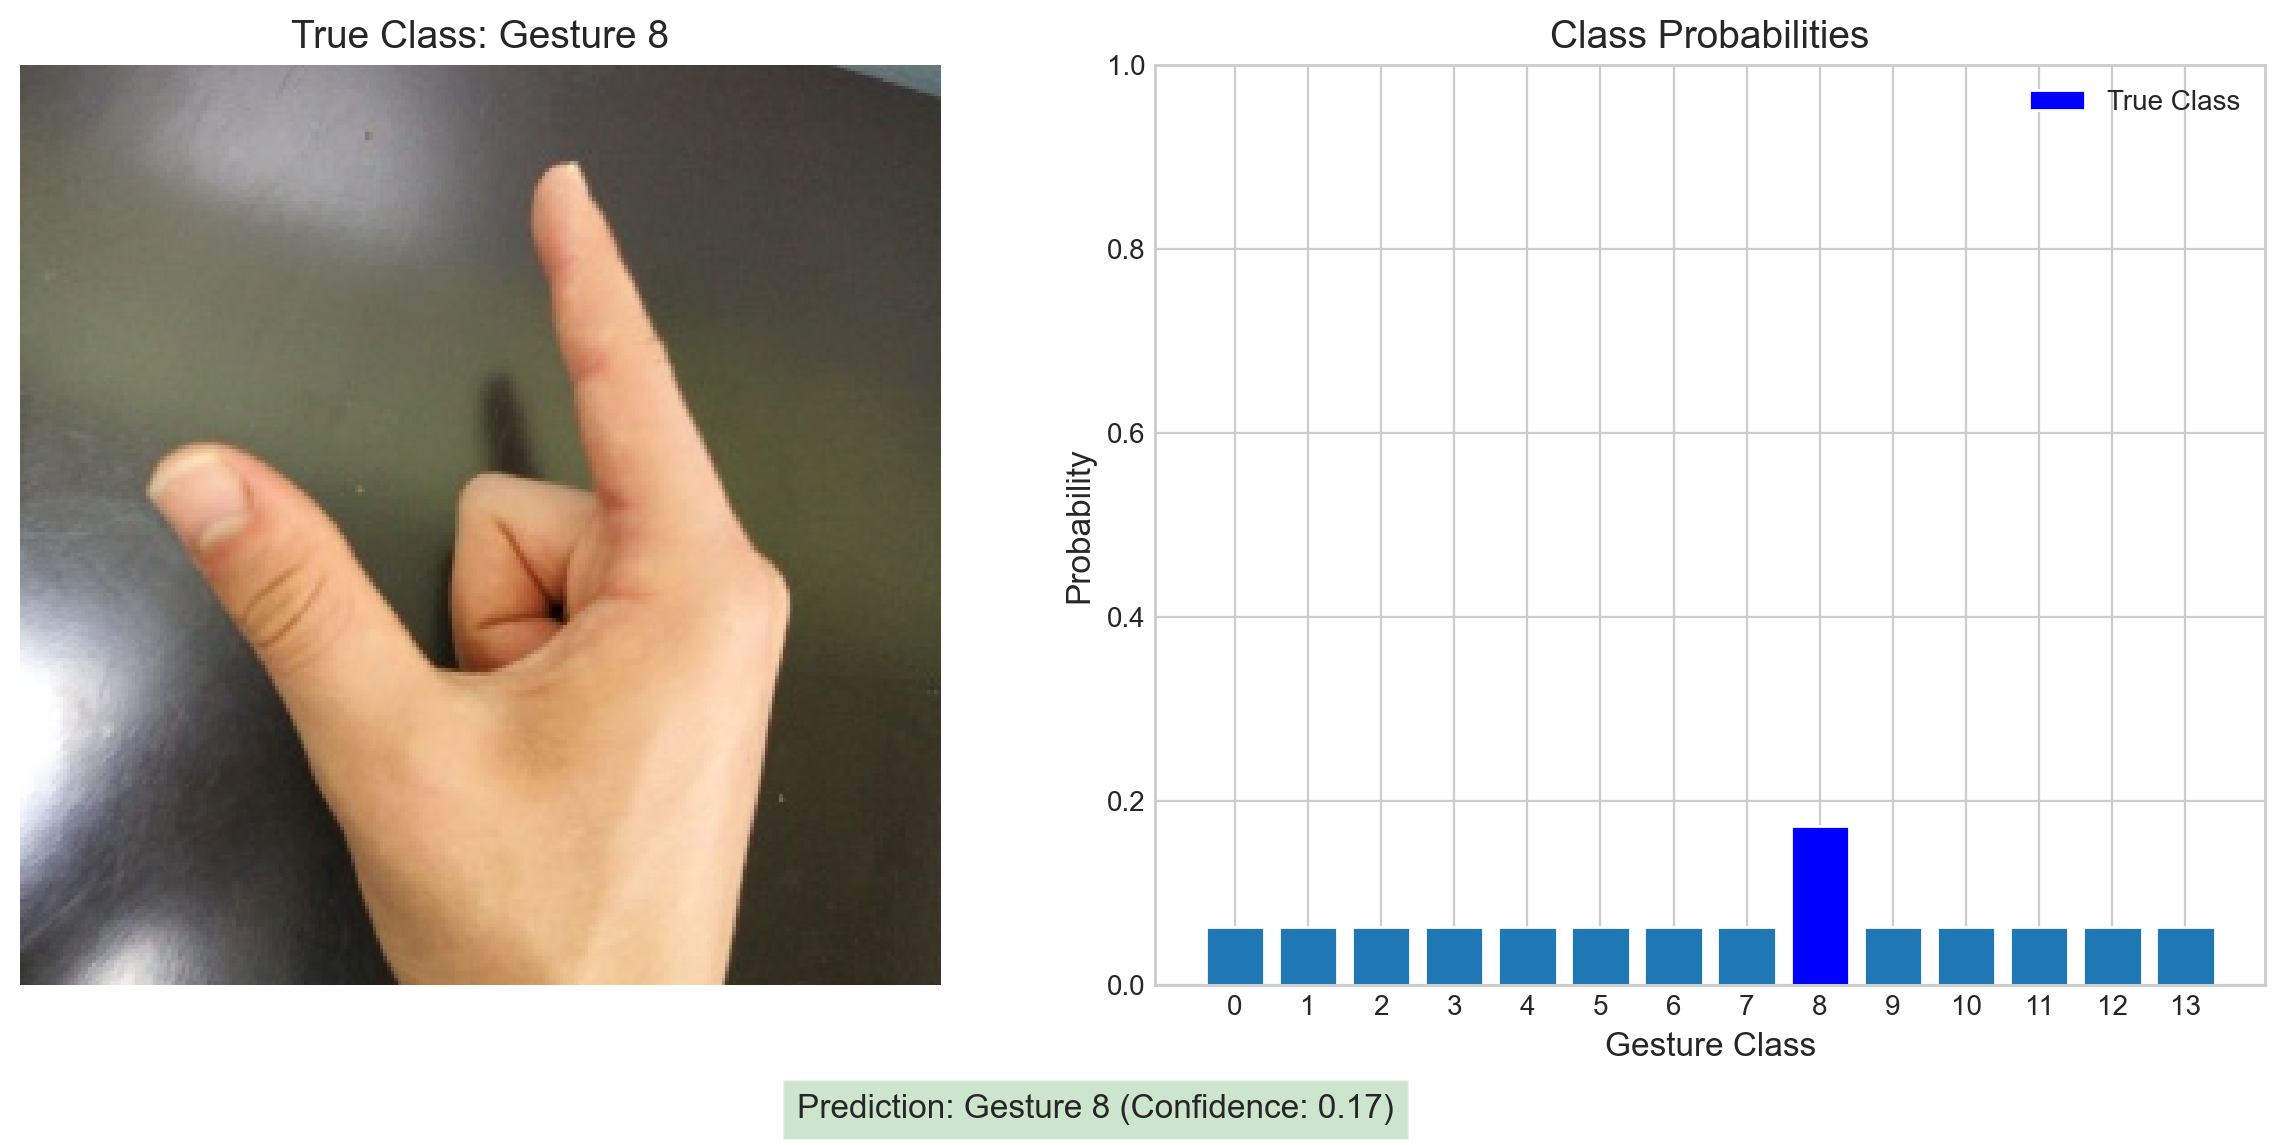 True Class: Gesture 8
Class Probabilities
1.0
True Class
0.8
0.6
Probability
0.4
0.2
0.0
0 1 2 3 4 5 6 7 8 9 10 11 12 13
Gesture Class
Prediction: Gesture 8 (Confidence: 0.17)